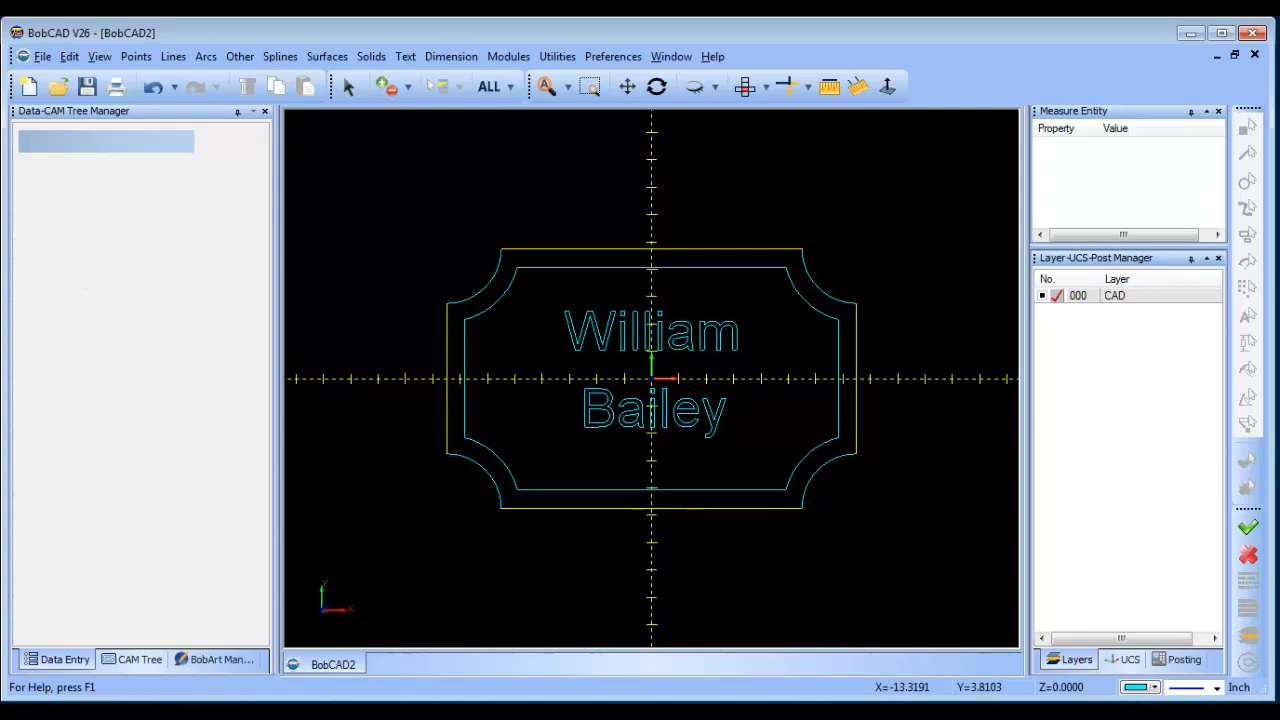 BobCAD V26 - [BobCAD2]
File Edit View Points Lines Arcs Other Splines Surfaces Solids Text Dimension Modules Utilities Preferences Window Help
ALL
Data-CAM Tree Manager
Measure Entity
Property Value
Layer-UCS-Post Manager
No. Layer
000 CAD
William
Bailey
Y
X
Data Entry CAM Tree BobArt Man...
BobCAD2
Layers UCS Posting
For Help, press F1 X=-13.3191 Y=3.8103 Z=0.0000 Inch